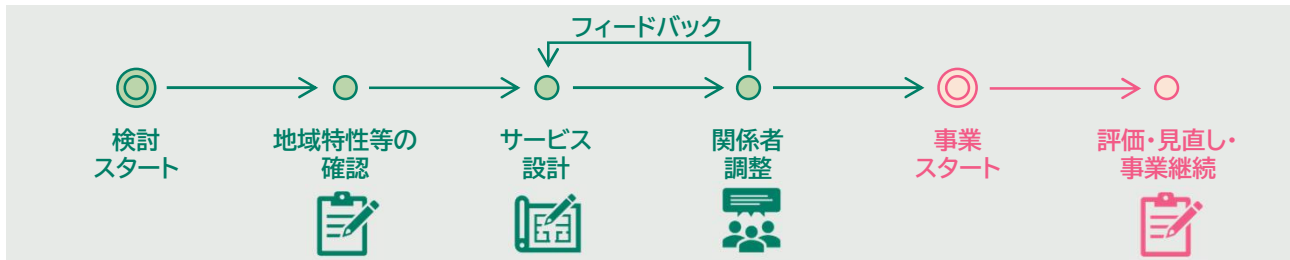 フィードバック
検討
スタート
地域特性等の
確認
サービス
設計
関係者
調整
事業
スタート
評価・見直し・
事業継続